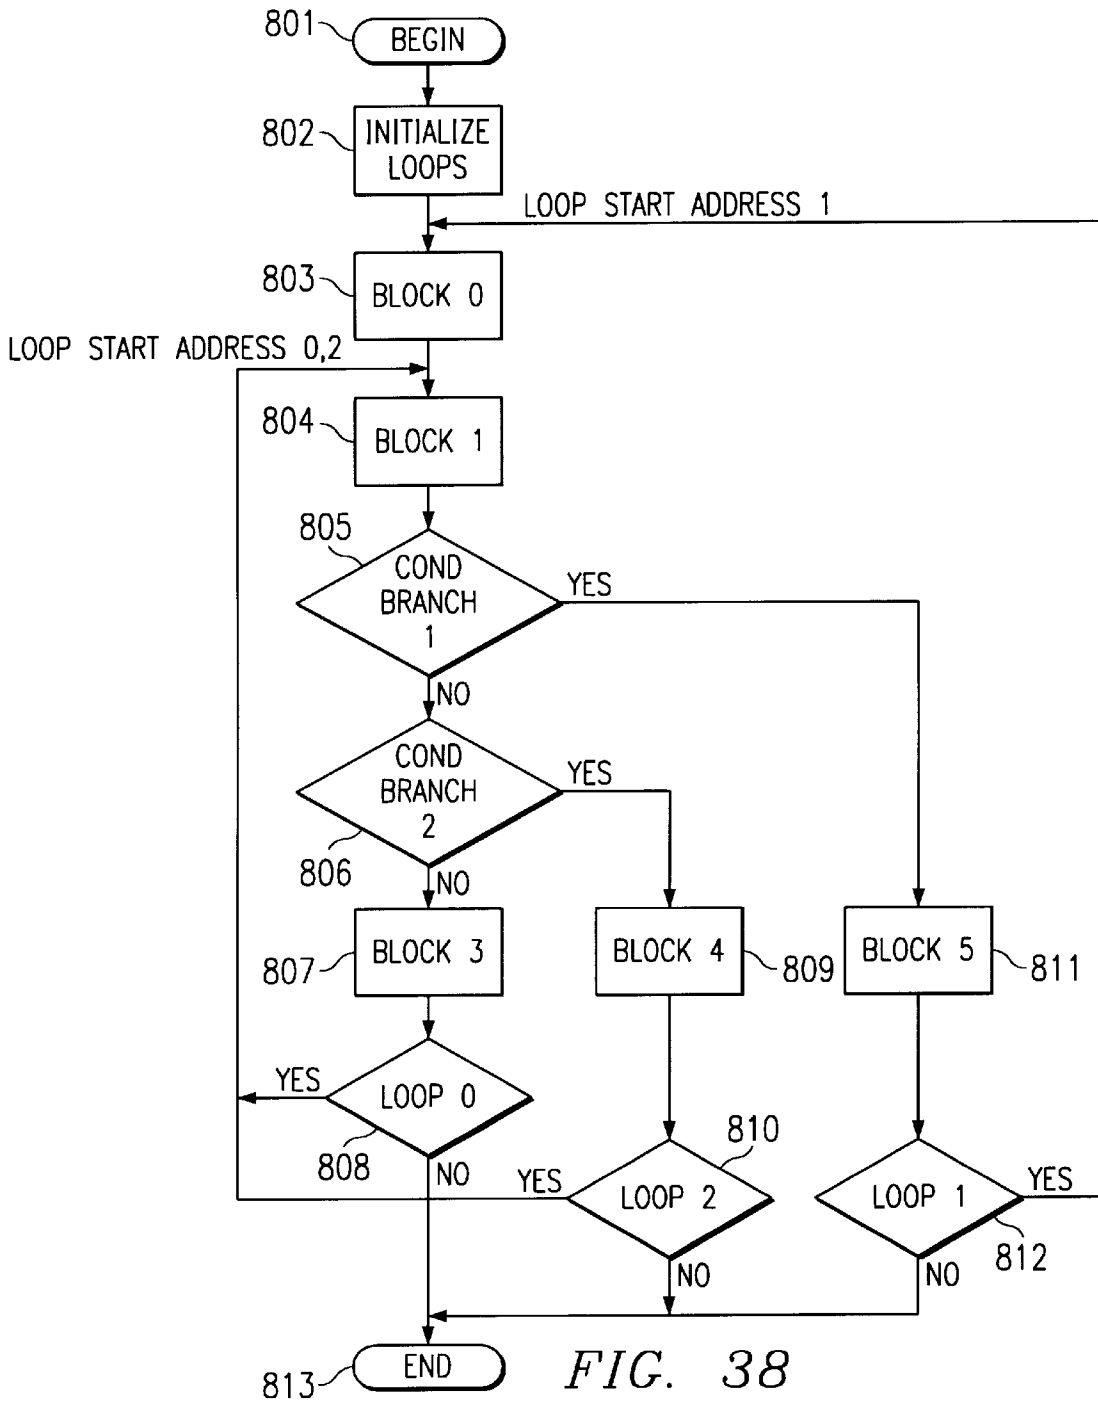 801
BEGIN
802
INITIALIZE
LOOPS
LOOP START ADDRESS 1
803
BLOCK 0
LOOP START ADDRESS 0,2
804
BLOCK 1
805
COND
BRANCH
1
YES
NO
COND
BRANCH
2
YES
806
NO
807
BLOCK 3
BLOCK 4
809
BLOCK 5
811
YES
LOOP 0
808
NO
YES
LOOP 2
810
NO
LOOP 1
YES
812
NO
END
813
FIG. 38